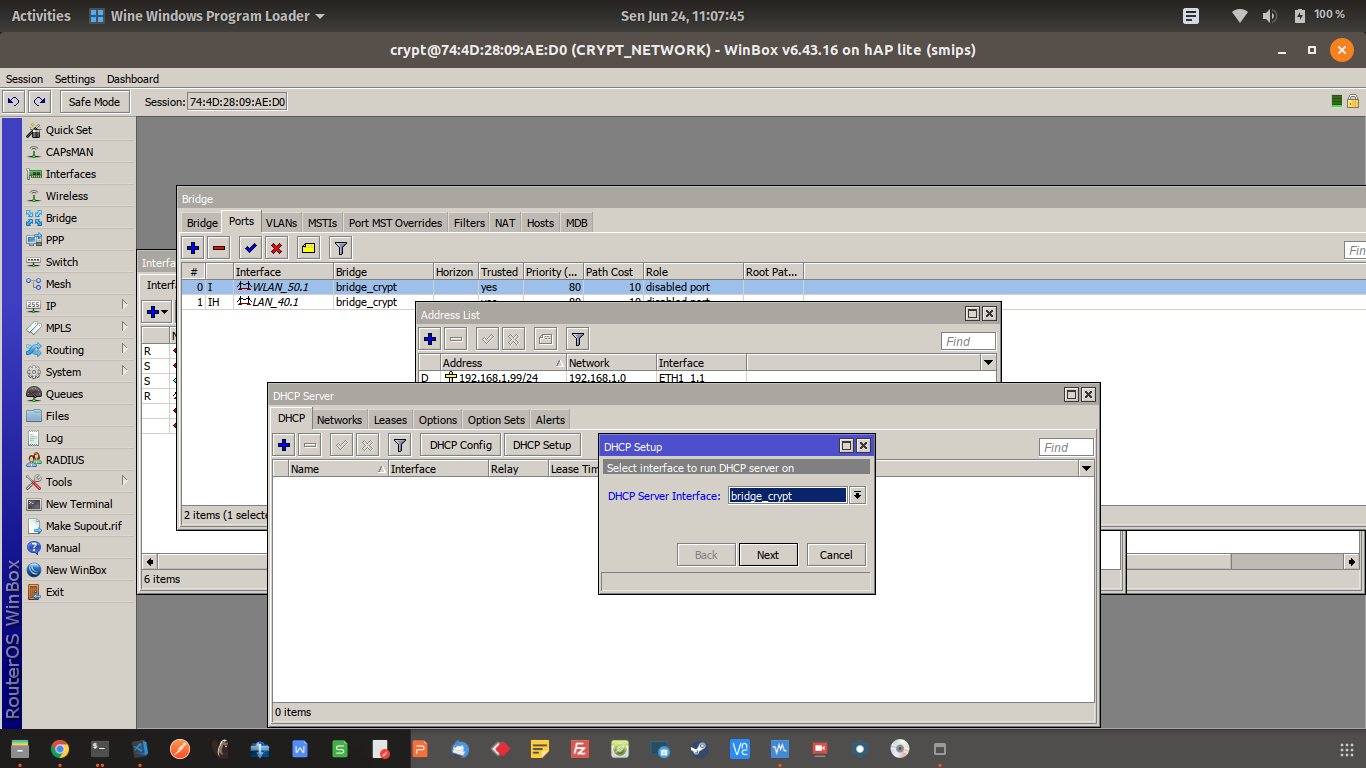 Activities Wine Windows Program Loader Sen Jun 24, 11:07:45 100 %
crypt@74:4D:28:09:AE:D0 (CRYPT_NETWORK) - WinBox v6.43.16 on hAP lite (smips)
Session Settings Dashboard
Safe Mode Session: 74:4D:28:09:AE:D0
Quick Set
CAPsMAN
Interfaces
Wireless
Bridge
PPP
Switch
Mesh
IP
MPLS
Routing
System
Queues
Files
Log
RADIUS
Tools
New Terminal
Make Supout.rif
Manual
New WinBox
Exit
RouterOS WinBox
Bridge
Bridge Ports VLANs MSTIs Port MST Overrides Filters NAT Hosts MDB
# Interface Bridge Horizon Trusted Priority (... Path Cost Role Root Pat...
0 I WLAN_50.1 bridge_crypt yes 80 10 disabled port
1 IH LAN_40.1 bridge_crypt yes 80 10 disabled port
2 items (1 selecte
R
S
S
R
6 items
Address List
Find
Address Network Interface
D 192.168.1.99/24 192.168.1.0 ETH1_1.1
DHCP Server
DHCP Networks Leases Options Option Sets Alerts
DHCP Config DHCP Setup Find
Name Interface Relay Lease Tim
0 items
DHCP Setup
Select interface to run DHCP server on
DHCP Server Interface: bridge_crypt
Back Next Cancel